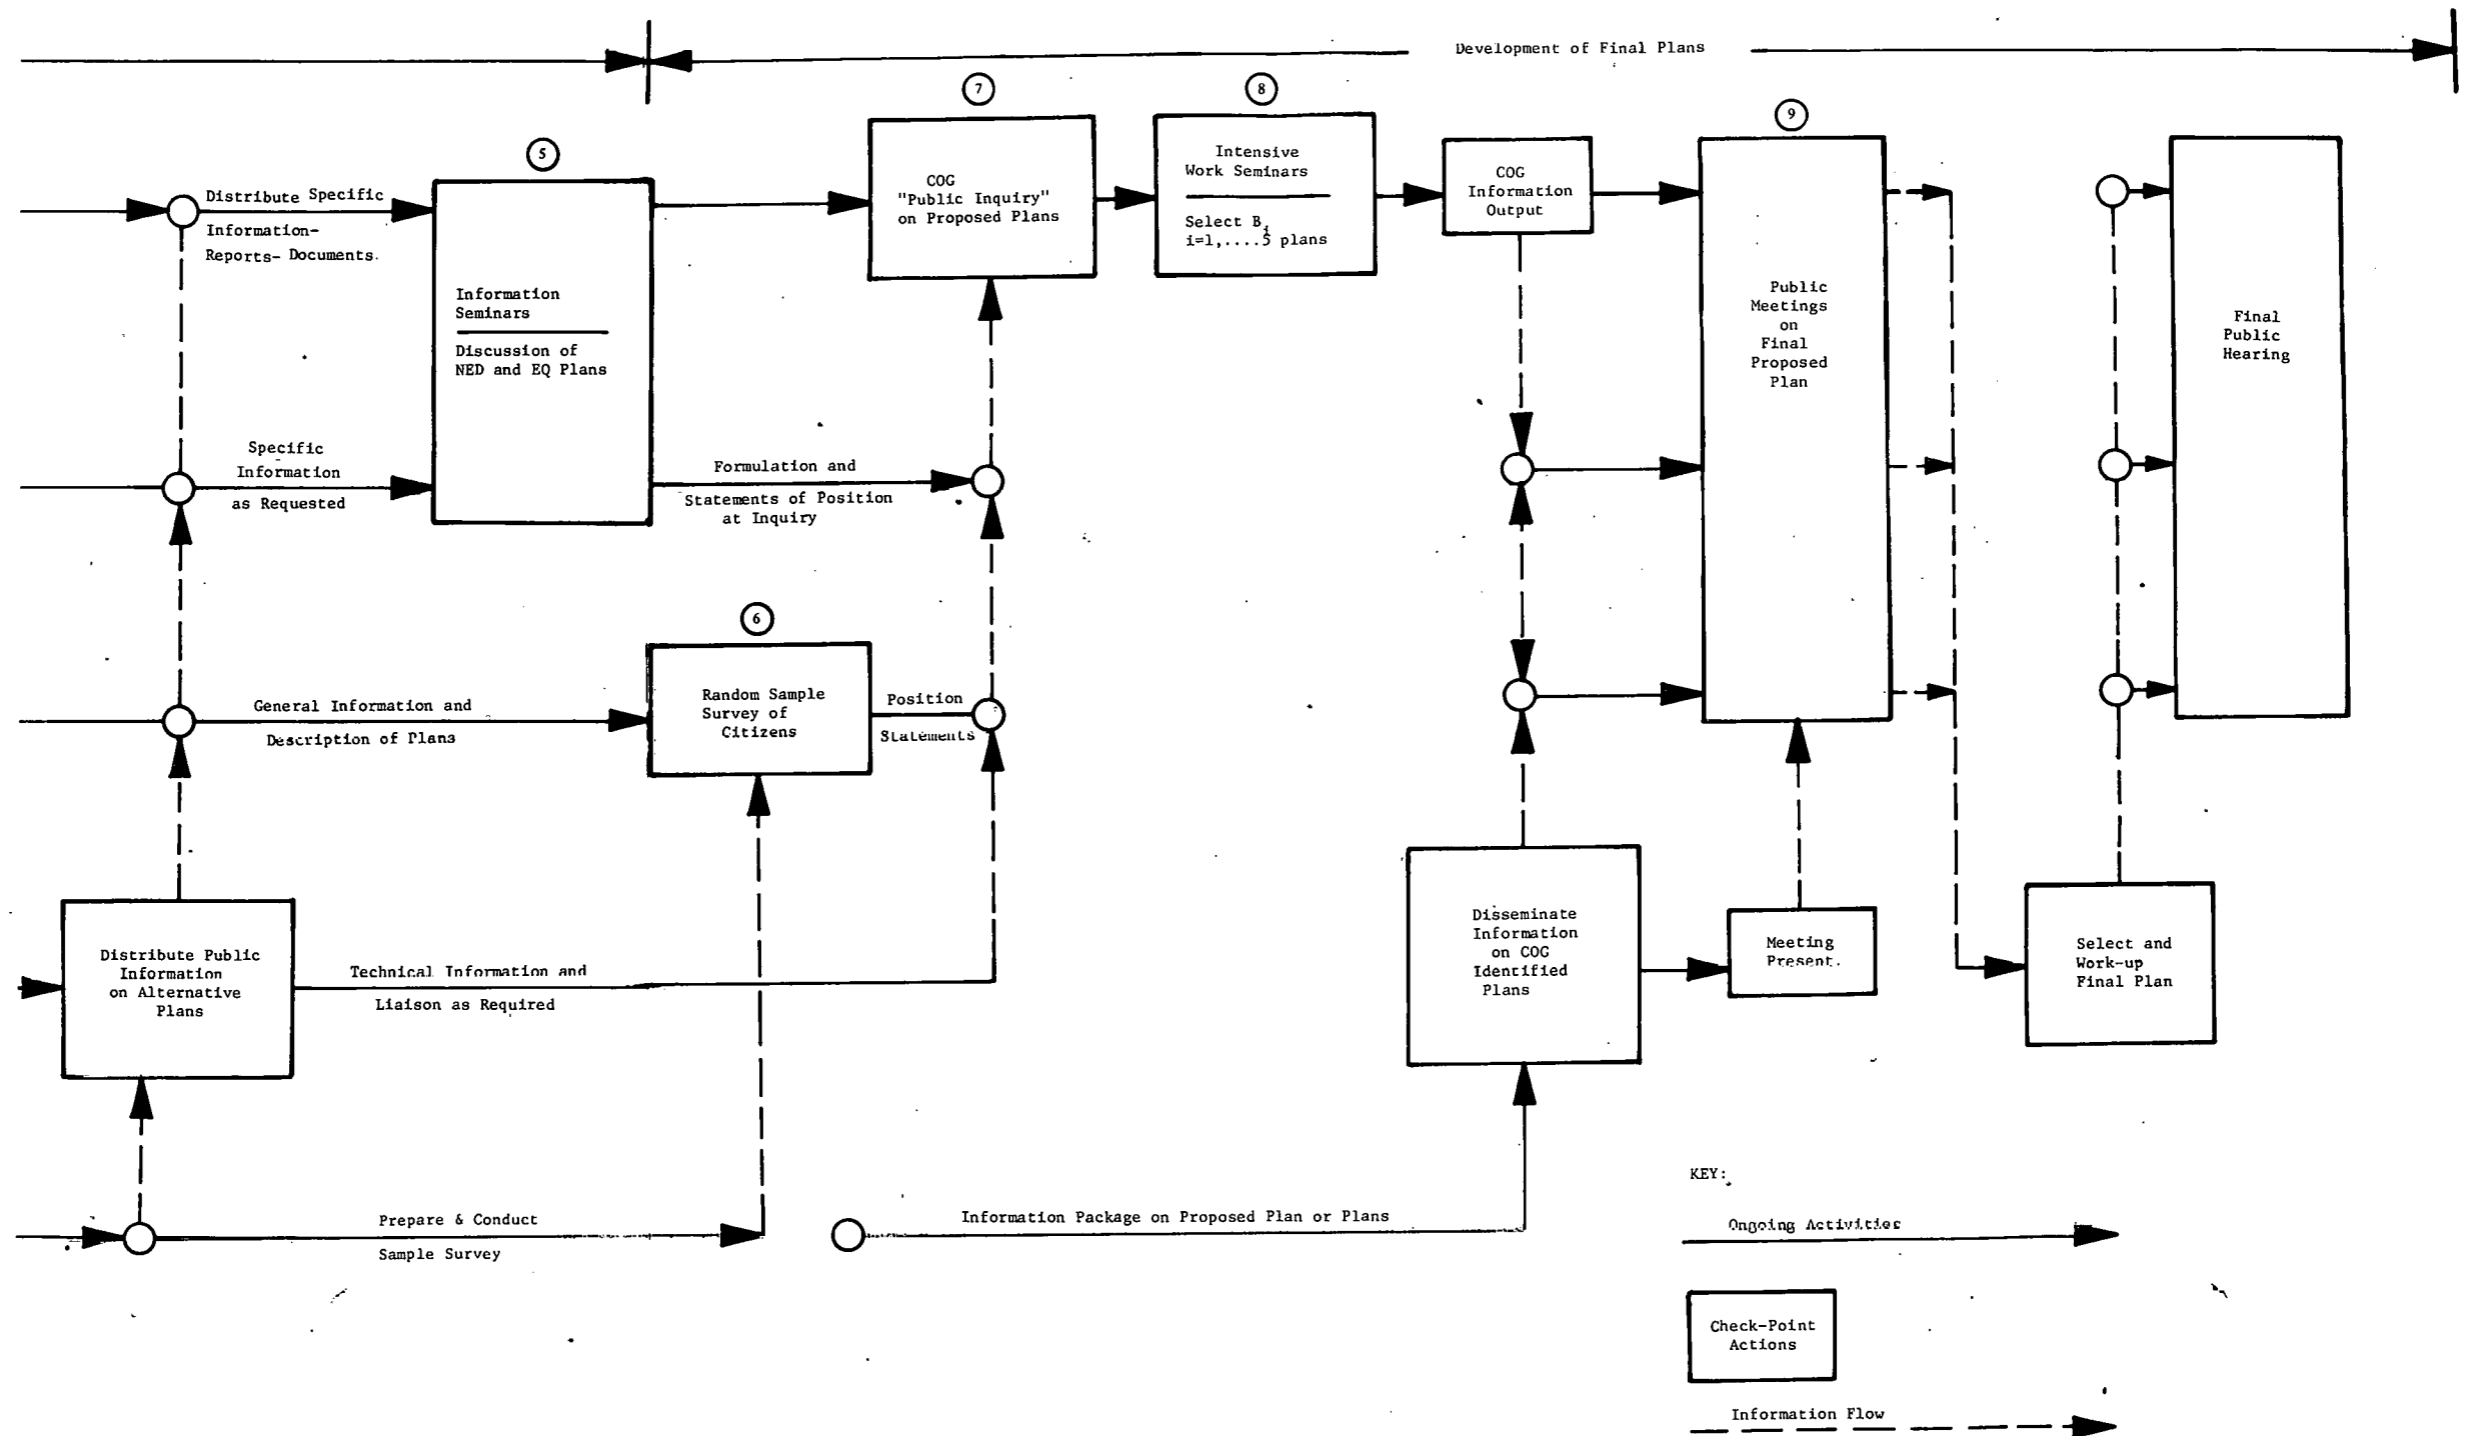 Development of Final Plans
7
8
9
5
Distribute Specific
Information-
Reports- Documents.
Information
Seminars
Discussion of
NED and EQ Plans
COG
"Public Inquiry"
on Proposed Plans
Intensive
Work Seminars
Select Bi
i=1,....5 plans
COG
Information
Output
Public
Meetings
on
Final
Proposed
Plan
Final
Public
Hearing
Specific
Information
as Requested
Formulation and
Statements of Position
at Inquiry
6
General Information and
Description of Plans
Random Sample
Survey of
Citizens
Position
Statements
Distribute Public
Information
on Alternative
Plans
Technical Information and
Liaison as Required
Disseminate
Information
on COG
Identified
Plans
Meeting
Present.
Select and
Work-up
Final Plan
Prepare & Conduct
Sample Survey
Information Package on Proposed Plan or Plans
KEY:
Ongoing Activities
Check-Point
Actions
Information Flow